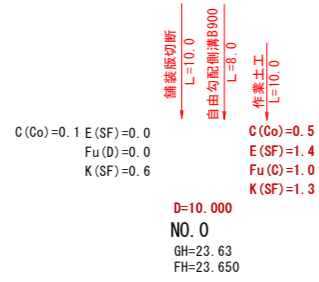 舗装版切断
L=10.0
自由勾配側溝B900
L=8.0
作業土工
L=10.0
C(Co)=0.1 E(SF)=0.0
Fu(D)=0.0
K(SF)=0.6
C(Co)=0.5
E(SF)=1.4
Fu(C)=1.0
K(SF)=1.3
D=10.000
NO.0
GH=23.63
FH=23.650